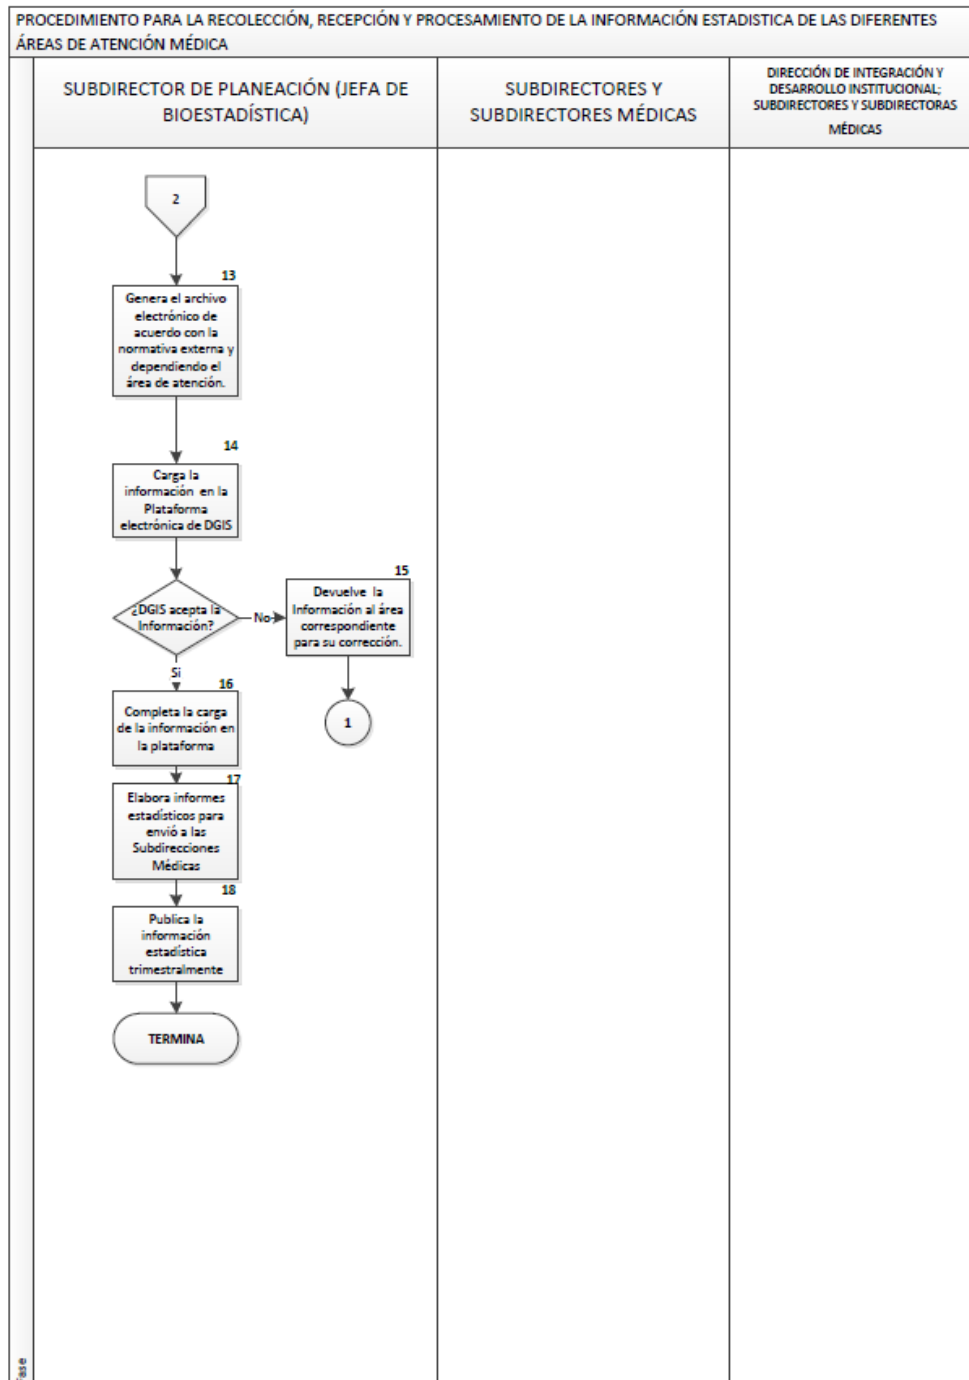 PROCEDIMIENTO PARA LA RECOLECCIÓN, RECEPCIÓN Y PROCESAMIENTO DE LA INFORMACIÓN ESTADISTICA DE LAS DIFERENTES
ÁREAS DE ATENCIÓN MÉDICA
SUBDIRECTOR DE PLANEACIÓN (JEFA DE
BIOESTADÍSTICA)
SUBDIRECTORES Y
SUBDIRECTORES MÉDICAS
DIRECCIÓN DE INTEGRACIÓN Y
DESARROLLO INSTITUCIONAL;
SUBDIRECTORES Y SUBDIRECTORAS
MÉDICAS
2
13
Genera el archivo
electrónico de
acuerdo con la
normativa externa y
dependiendo el
área de atención.
14
Carga la
información en la
Plataforma
electrónica de DGIS
¿DGIS acepta la
Información?
No
15
Devuelve la
Información al área
correspondiente
para su corrección.
1
Si
16
Completa la carga
de la información en
la plataforma
17
Elabora informes
estadísticos para
envió a las
Subdirecciones
Médicas
18
Publica la
información
estadística
trimestralmente
TERMINA
Fase